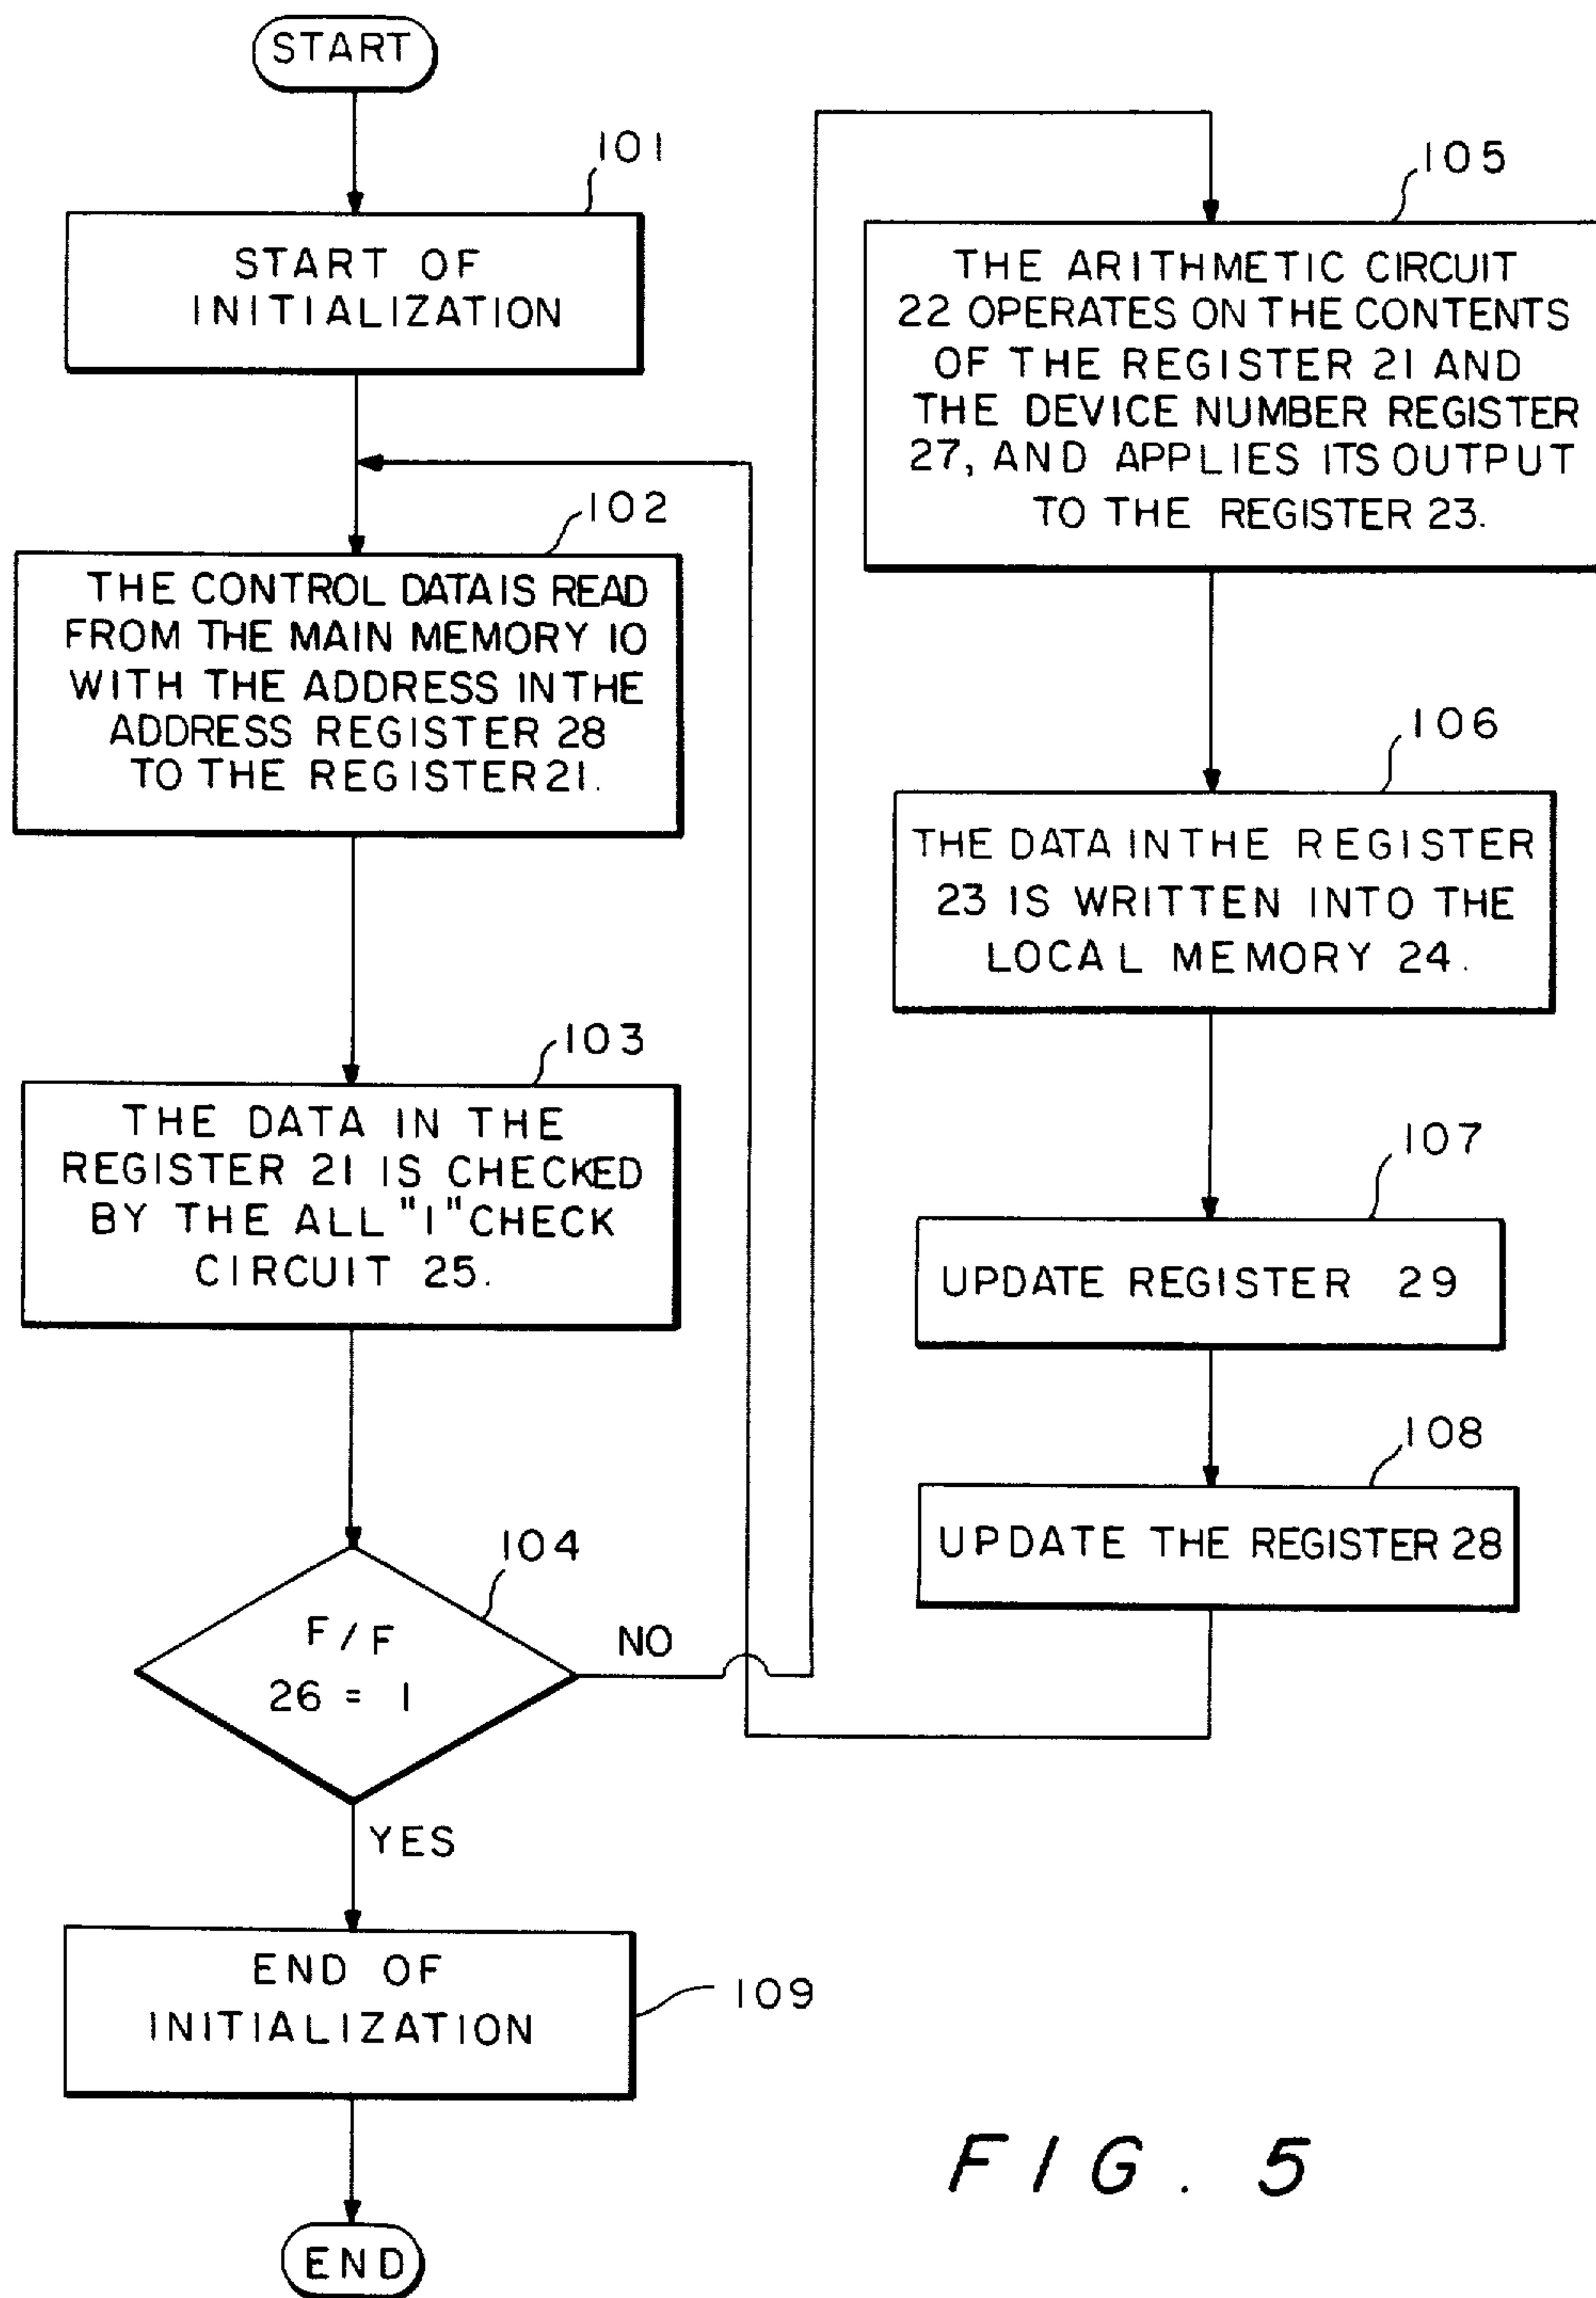 START
101
START OF
INITIALIZATION
102
THE CONTROL DATA IS READ
FROM THE MAIN MEMORY 10
WITH THE ADDRESS IN THE
ADDRESS REGISTER 28
TO THE REGISTER 21.
103
THE DATA IN THE
REGISTER 21 IS CHECKED
BY THE ALL "1" CHECK
CIRCUIT 25.
104
F/F
26 = 1
NO
YES
END OF
INITIALIZATION
109
END
105
THE ARITHMETIC CIRCUIT
22 OPERATES ON THE CONTENTS
OF THE REGISTER 21 AND
THE DEVICE NUMBER REGISTER
27, AND APPLIES ITS OUTPUT
TO THE REGISTER 23.
106
THE DATA IN THE REGISTER
23 IS WRITTEN INTO THE
LOCAL MEMORY 24.
107
UPDATE REGISTER 29
108
UPDATE THE REGISTER 28
FIG. 5